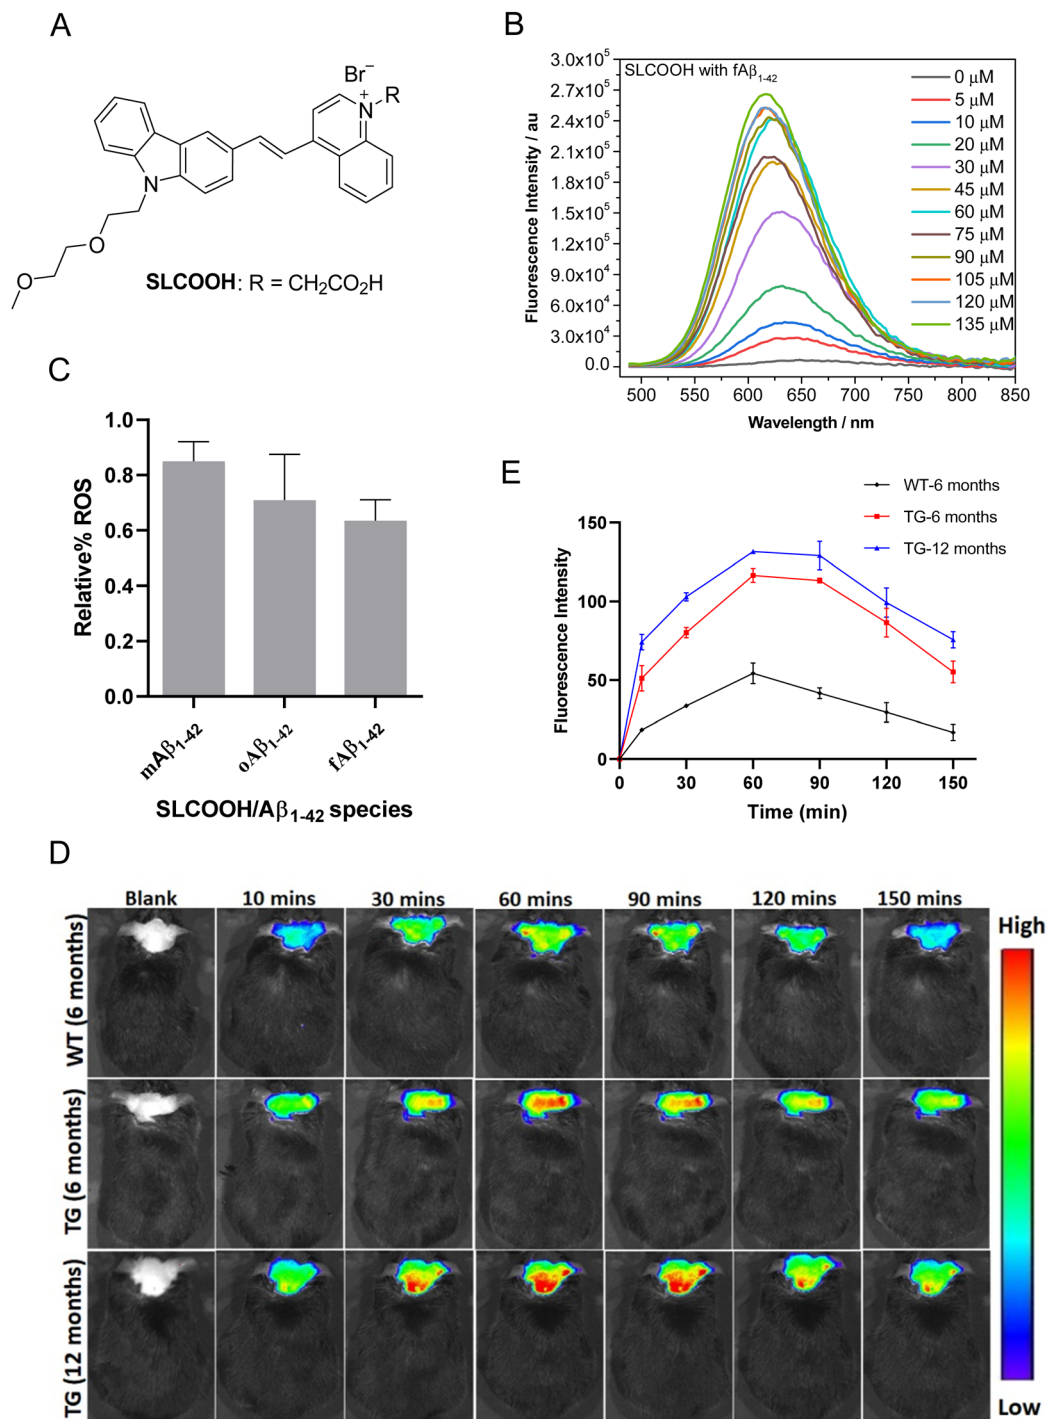 A
Br⁻
N⁺
R
N
O
O
SLCOOH: R = CH₂CO₂H
B
SLCOOH with fAβ₁₋₄₂
Fluorescence Intensity / au
3.0x10⁵
2.7x10⁵
2.4x10⁵
2.1x10⁵
1.8x10⁵
1.5x10⁵
1.2x10⁵
9.0x10⁴
6.0x10⁴
3.0x10⁴
0.0
0 μM
5 μM
10 μM
20 μM
30 μM
45 μM
60 μM
75 μM
90 μM
105 μM
120 μM
135 μM
500 550 600 650 700 750 800 850
Wavelength / nm
C
Relative% ROS
1.0
0.8
0.6
0.4
0.2
0.0
mAβ₁₋₄₂
oAβ₁₋₄₂
fAβ₁₋₄₂
SLCOOH/Aβ₁₋₄₂ species
E
WT-6 months
TG-6 months
TG-12 months
Fluorescence Intensity
150
100
50
0
0 30 60 90 120 150
Time (min)
D
Blank 10 mins 30 mins 60 mins 90 mins 120 mins 150 mins
WT (6 months)
TG (6 months)
TG (12 months)
High
Low